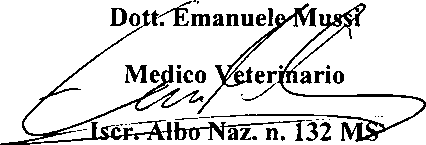 Dott. Emanuele Mussi
Medico Veterinario
Iscr. Albo Naz. n. 132 MS